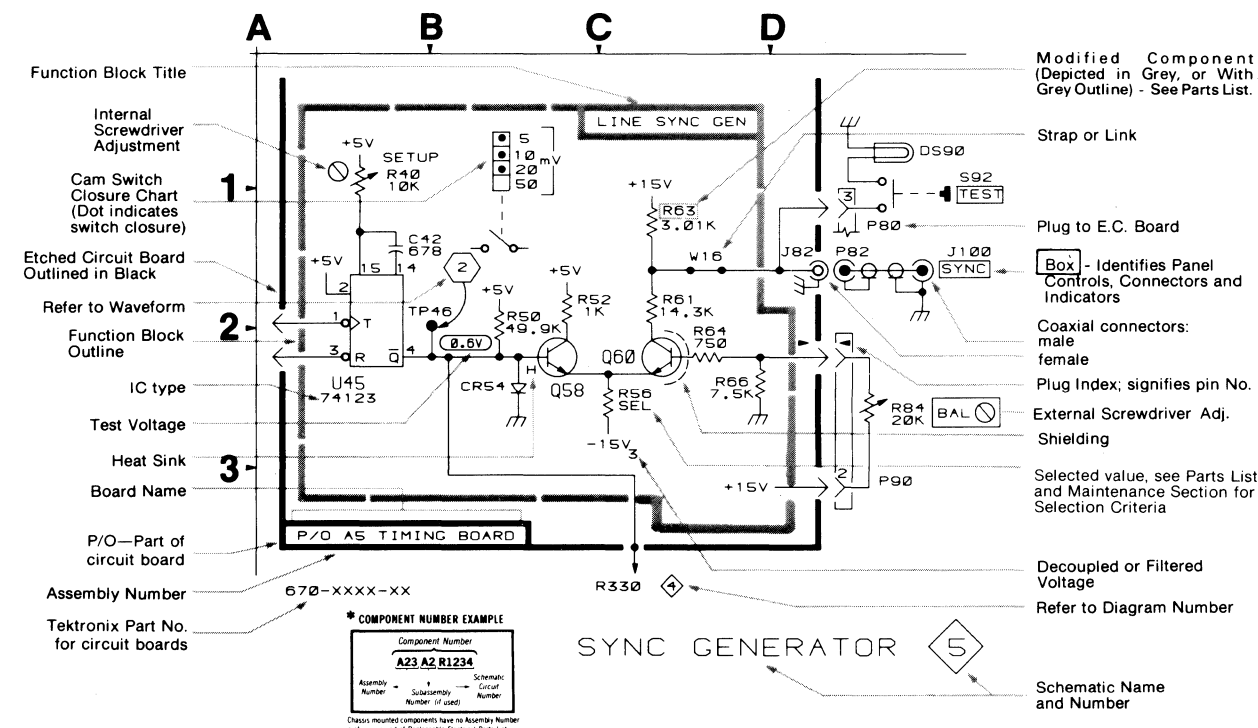 A
B
C
D
1
2
3
Function Block Title
Internal
Screwdriver
Adjustment
Cam Switch
Closure Chart
(Dot indicates
switch closure)
Etched Circuit Board
Outlined in Black
Refer to Waveform
Function Block
Outline
IC type
Test Voltage
Heat Sink
Board Name
P/O—Part of
circuit board
Assembly Number
Tektronix Part No.
for circuit boards
LINE SYNC GEN
+5V
SETUP
R40
10K
5
10
20
50
mV
C42
678
+5V
15
14
2
1
T
3
R
Q
4
U45
74123
2
TP46
0.6V
+5V
R50
49.9K
CR54
+5V
R52
1K
Q58
Q60
R56
SEL
-15V
3
+15V
R63
3.01K
W16
R61
14.3K
R64
750
R66
7.5K
+15V
P/O A5 TIMING BOARD
670-XXXX-XX
R330
4
DS90
S92
TEST
3
P80
J82
P82
J100
SYNC
R84
20K
BAL
2
P90
Modified Component
(Depicted in Grey, or With
Grey Outline) - See Parts List.
Strap or Link
Plug to E.C. Board
Box - Identifies Panel
Controls, Connectors and
Indicators
Coaxial connectors:
male
female
Plug Index; signifies pin No.
External Screwdriver Adj.
Shielding
Selected value, see Parts List
and Maintenance Section for
Selection Criteria
Decoupled or Filtered
Voltage
Refer to Diagram Number
Schematic Name
and Number
SYNC GENERATOR
5
* COMPONENT NUMBER EXAMPLE
Component Number
A23 A2 R1234
Assembly
Number
Subassembly
Number (if used)
Schematic
Circuit
Number
Chassis mounted components have no Assembly Number